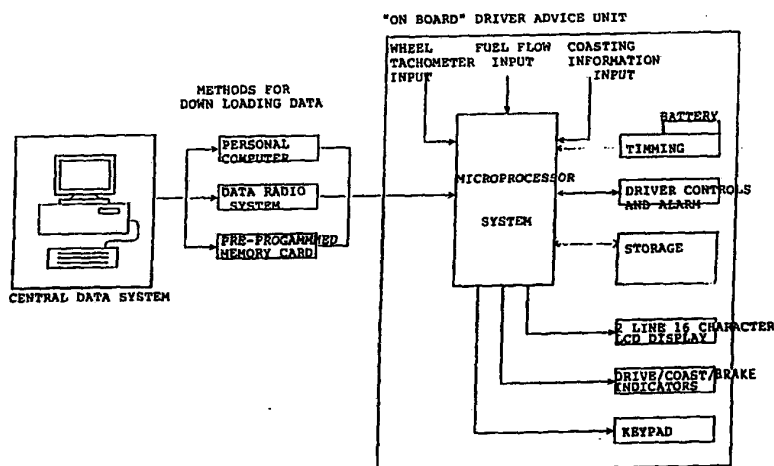 "ON BOARD" DRIVER ADVICE UNIT
WHEEL
TACHOMETER
INPUT
FUEL FLOW
INPUT
COASTING
INFORMATION
INPUT
METHODS FOR
DOWN LOADING DATA
PERSONAL
COMPUTER
DATA RADIO
SYSTEM
PRE-PROGAMMMED
MEMORY CARD
CENTRAL DATA SYSTEM
MICROPROCESSOR
SYSTEM
BATTERY
TIMMING
DRIVER CONTROLS
AND ALARM
STORAGE
2 LINE 16 CHARACTER
LCD DISPLAY
DRIVE/COAST/BRAKE
INDICATORS
KEYPAD